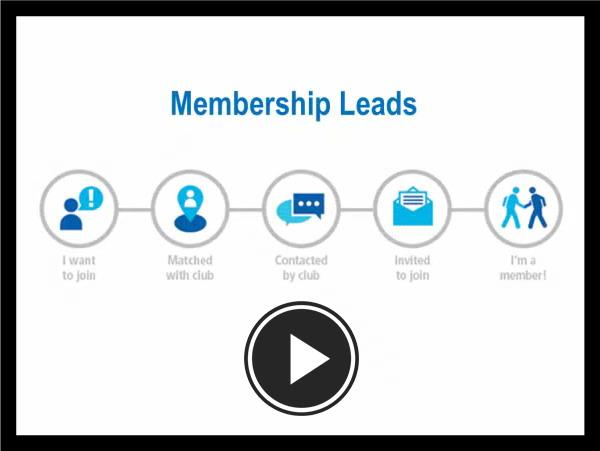 Membership Leads
I want
to join
Matched
with club
Contacted
by club
Invited
to join
I'm a
member!